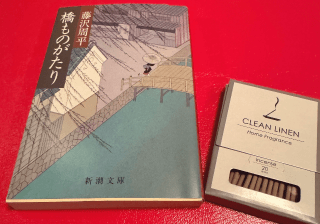 藤沢周平
橋ものがたり
新潮文庫
CLEAN LINEN
Home Fragrance
incense
20